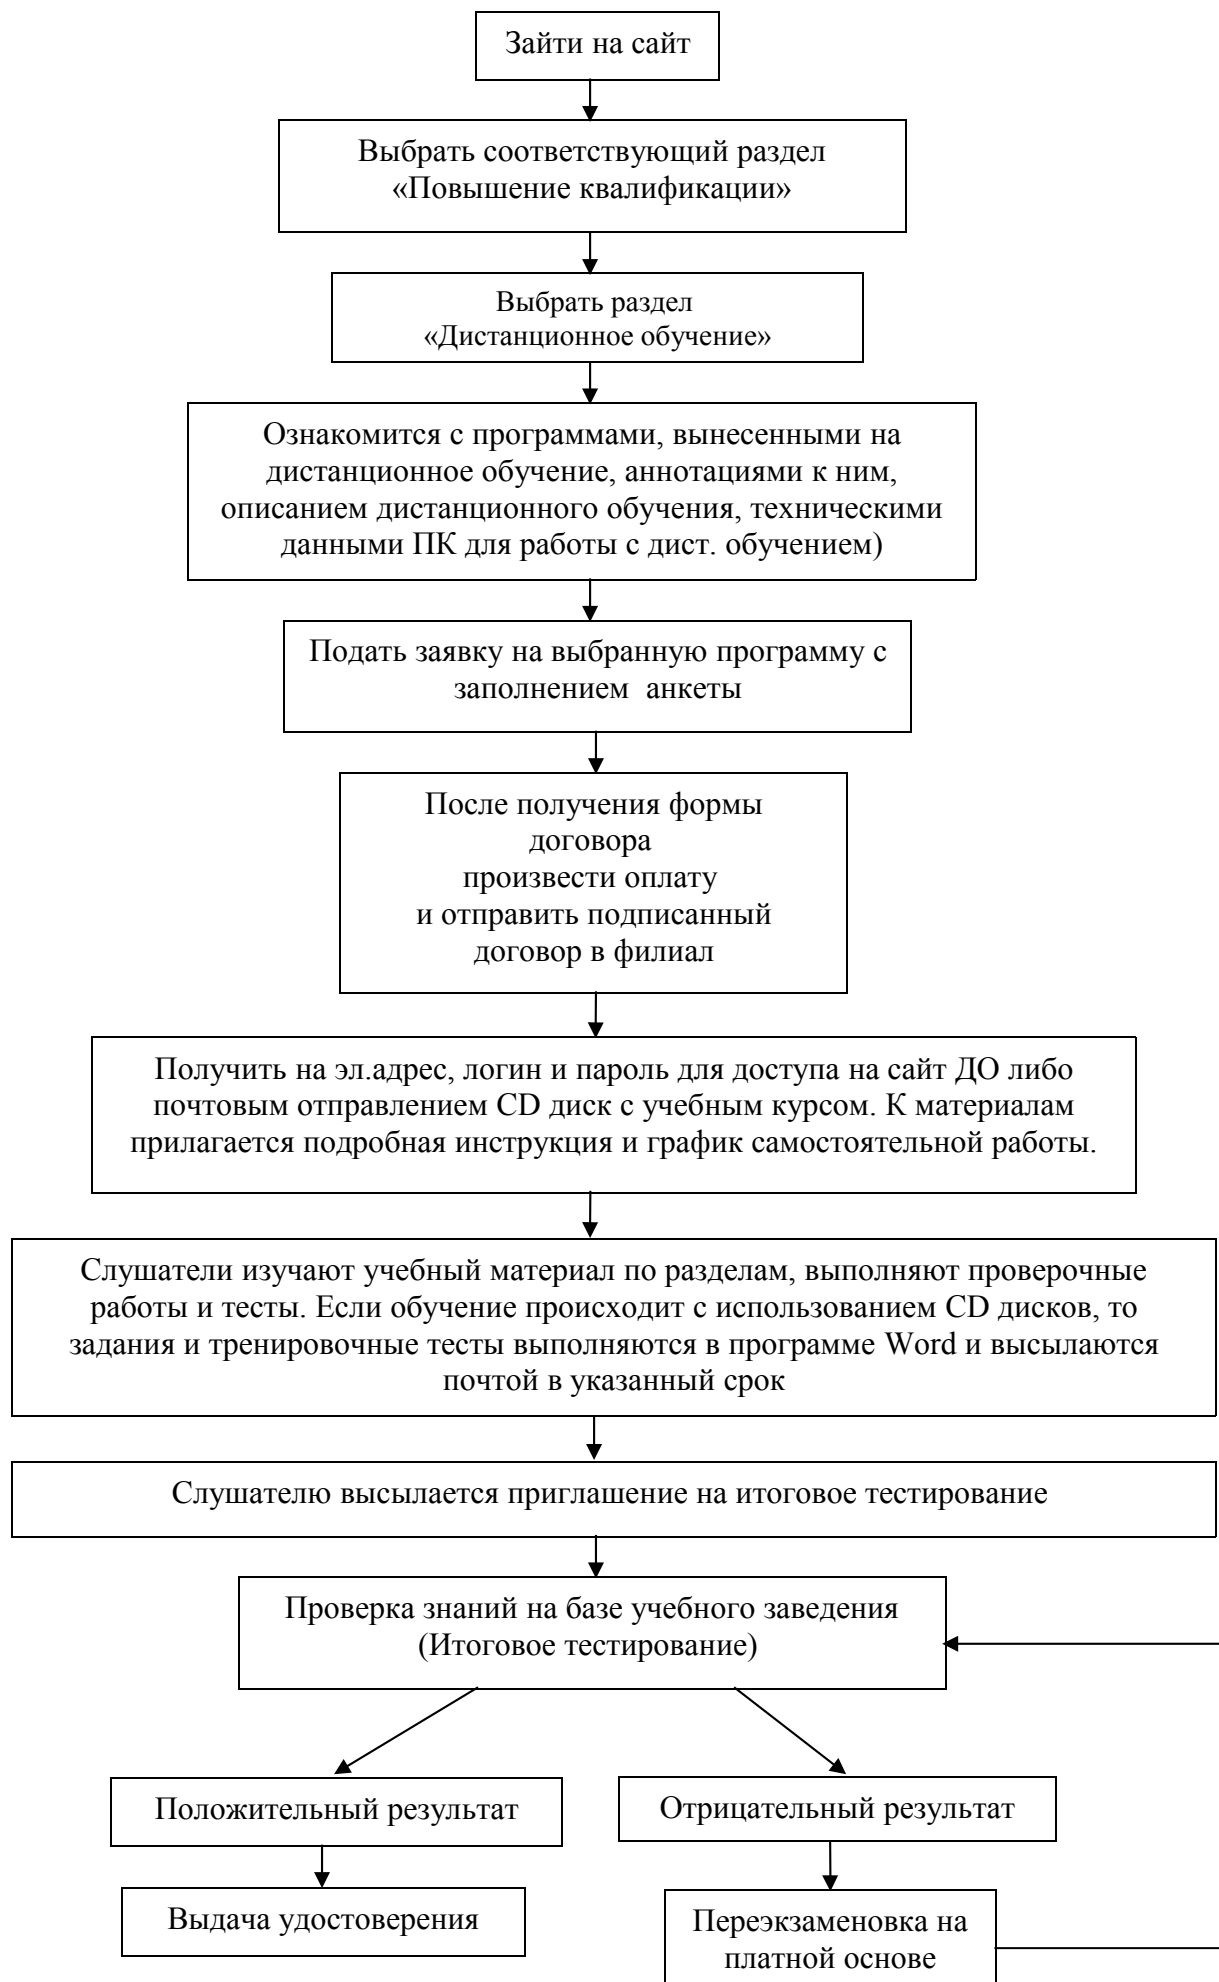 Зайти на сайт
Выбрать соответствующий раздел
«Повышение квалификации»
Выбрать раздел
«Дистанционное обучение»
Ознакомится с программами, вынесенными на
дистанционное обучение, аннотациями к ним,
описанием дистанционного обучения, техническими
данными ПК для работы с дист. обучением)
Подать заявку на выбранную программу с
заполнением анкеты
После получения формы
договора
произвести оплату
и отправить подписанный
договор в филиал
Получить на эл.адрес, логин и пароль для доступа на сайт ДО либо
почтовым отправлением CD диск с учебным курсом. К материалам
прилагается подробная инструкция и график самостоятельной работы.
Слушатели изучают учебный материал по разделам, выполняют проверочные
работы и тесты. Если обучение происходит с использованием CD дисков, то
задания и тренировочные тесты выполняются в программе Word и высылаются
почтой в указанный срок
Слушателю высылается приглашение на итоговое тестирование
Проверка знаний на базе учебного заведения
(Итоговое тестирование)
Положительный результат
Отрицательный результат
Выдача удостоверения
Переэкзаменовка на
платной основе